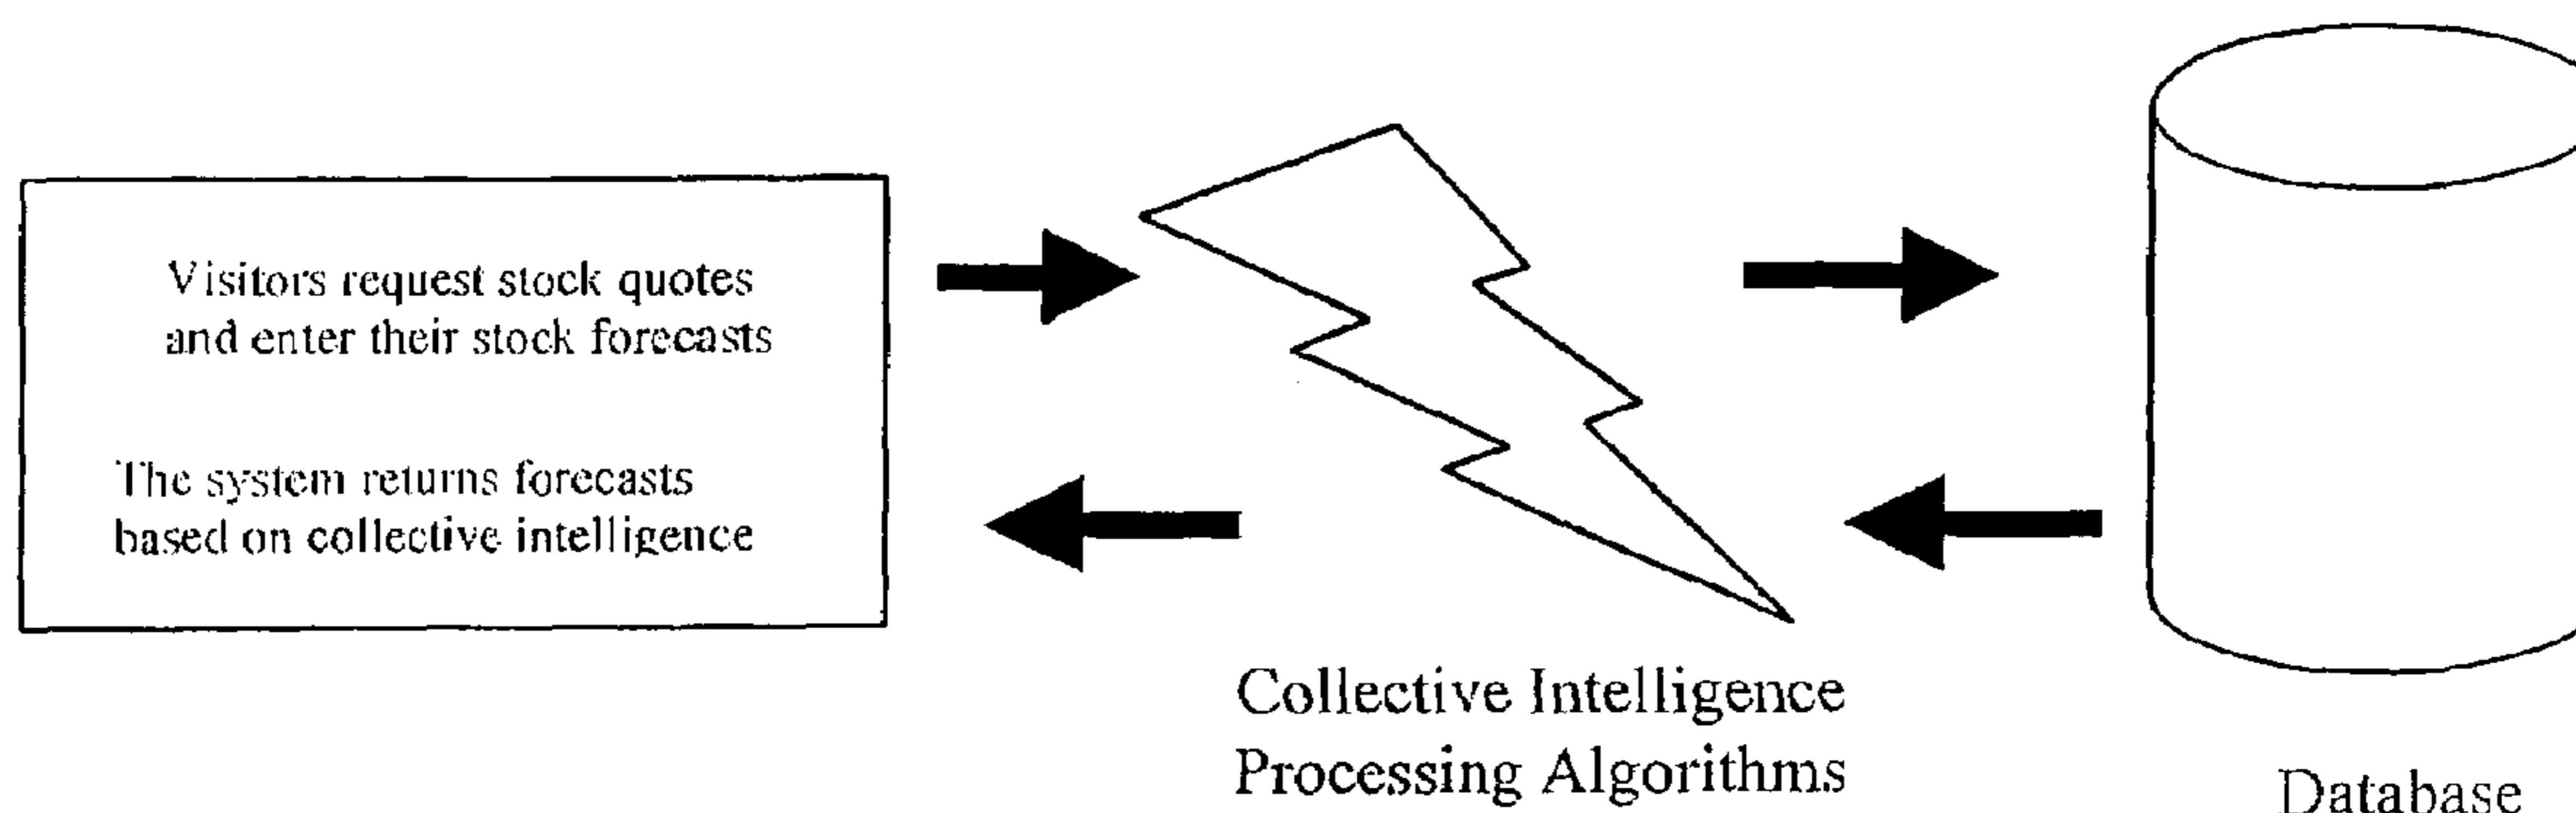 Visitors request stock quotes
and enter their stock forecasts
The system returns forecasts
based on collective intelligence
Collective Intelligence
Processing Algorithms
Database